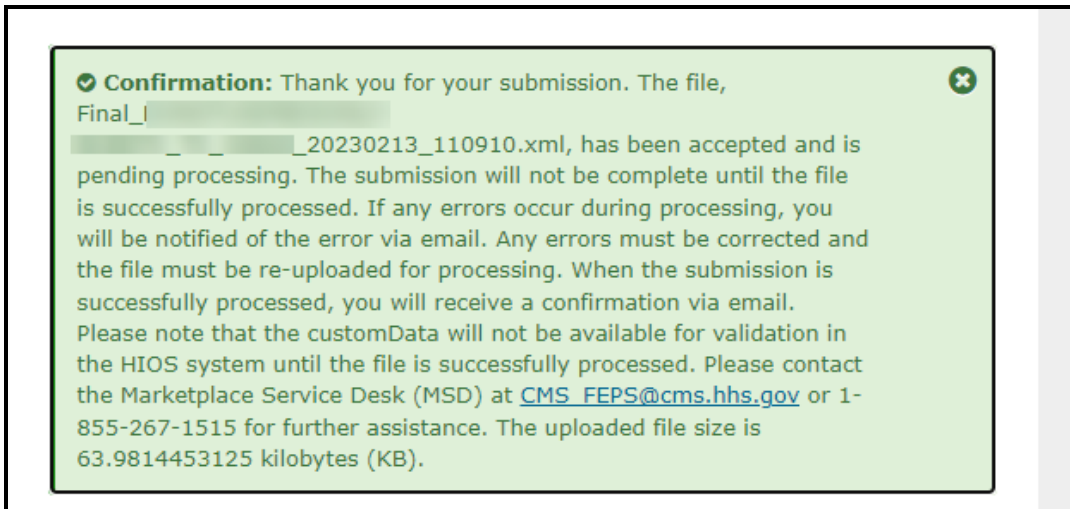 Confirmation: Thank you for your submission. The file,
Final_
_20230213_110910.xml, has been accepted and is
pending processing. The submission will not be complete until the file
is successfully processed. If any errors occur during processing, you
will be notified of the error via email. Any errors must be corrected and
the file must be re-uploaded for processing. When the submission is
successfully processed, you will receive a confirmation via email.
Please note that the customData will not be available for validation in
the HIOS system until the file is successfully processed. Please contact
the Marketplace Service Desk (MSD) at CMS_FEPS@cms.hhs.gov or 1-
855-267-1515 for further assistance. The uploaded file size is
63.9814453125 kilobytes (KB).